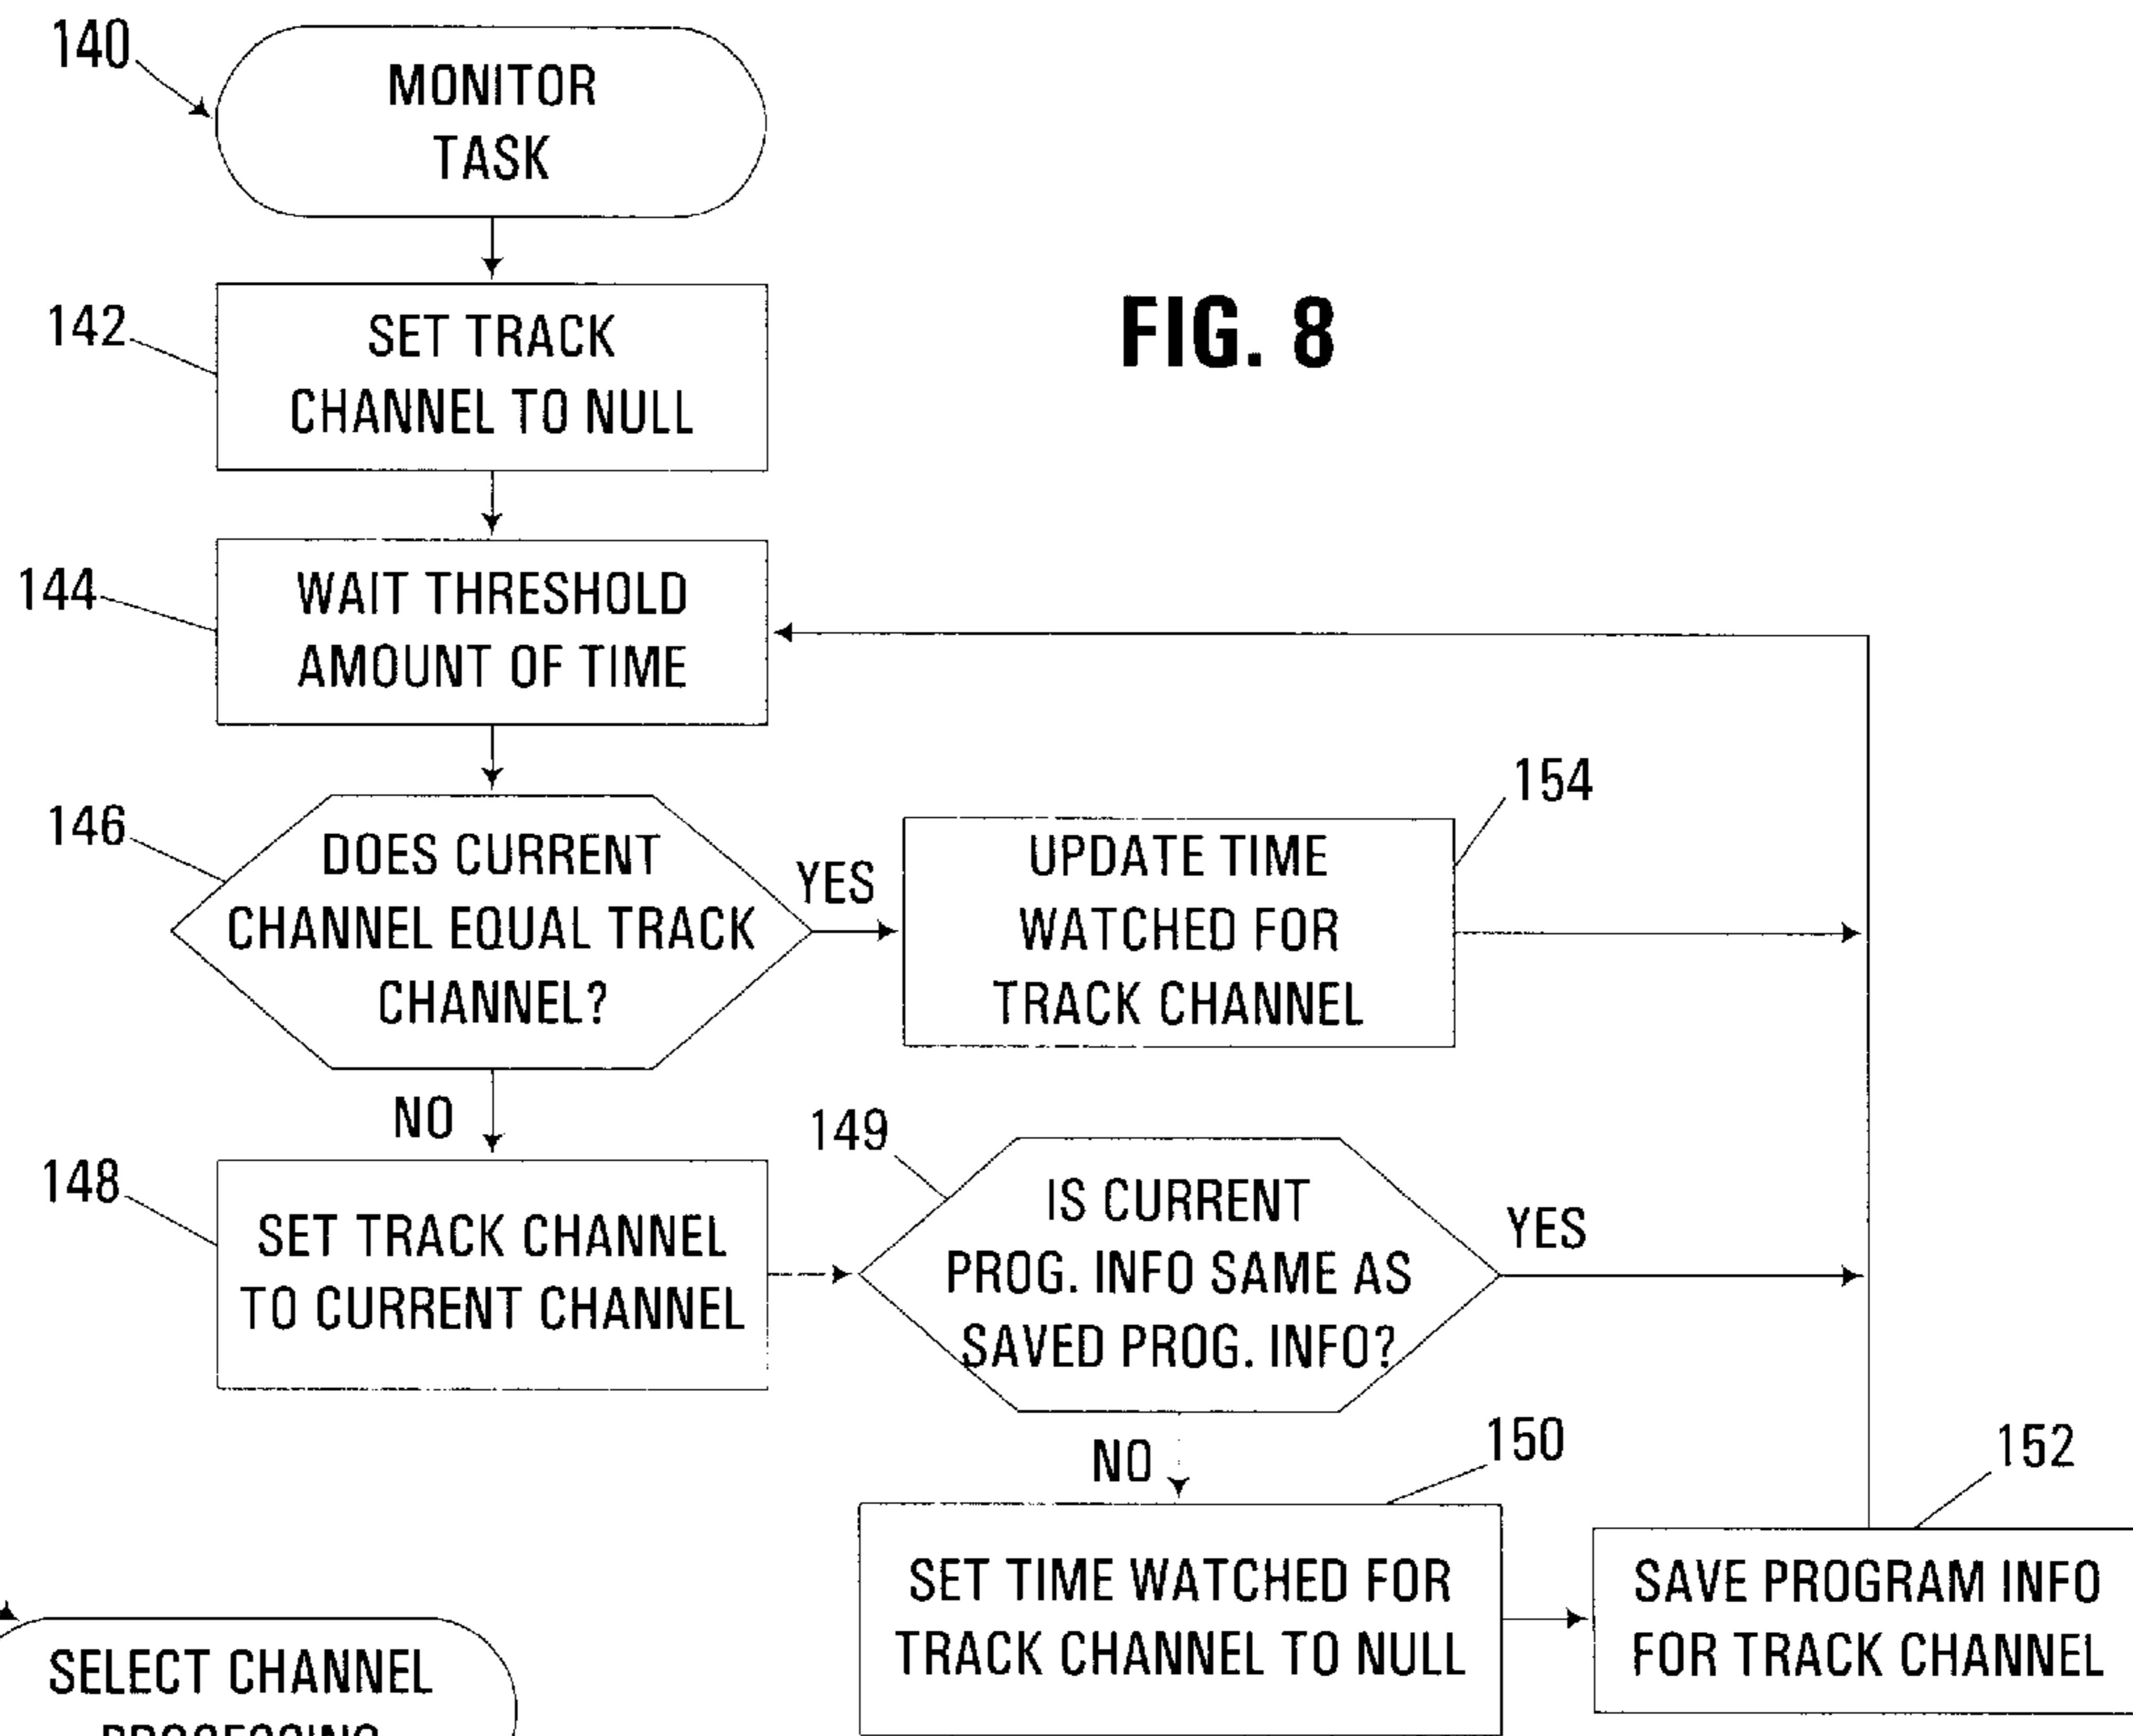 140
MONITOR
TASK
142
SET TRACK
CHANNEL TO NULL
FIG. 8
144
WAIT THRESHOLD
AMOUNT OF TIME
146
DOES CURRENT
CHANNEL EQUAL TRACK
CHANNEL?
YES
154
UPDATE TIME
WATCHED FOR
TRACK CHANNEL
NO
148
SET TRACK CHANNEL
TO CURRENT CHANNEL
149
IS CURRENT
PROG. INFO SAME AS
SAVED PROG. INFO?
YES
NO
150
SET TIME WATCHED FOR
TRACK CHANNEL TO NULL
152
SAVE PROGRAM INFO
FOR TRACK CHANNEL
SELECT CHANNEL
PROCESSING